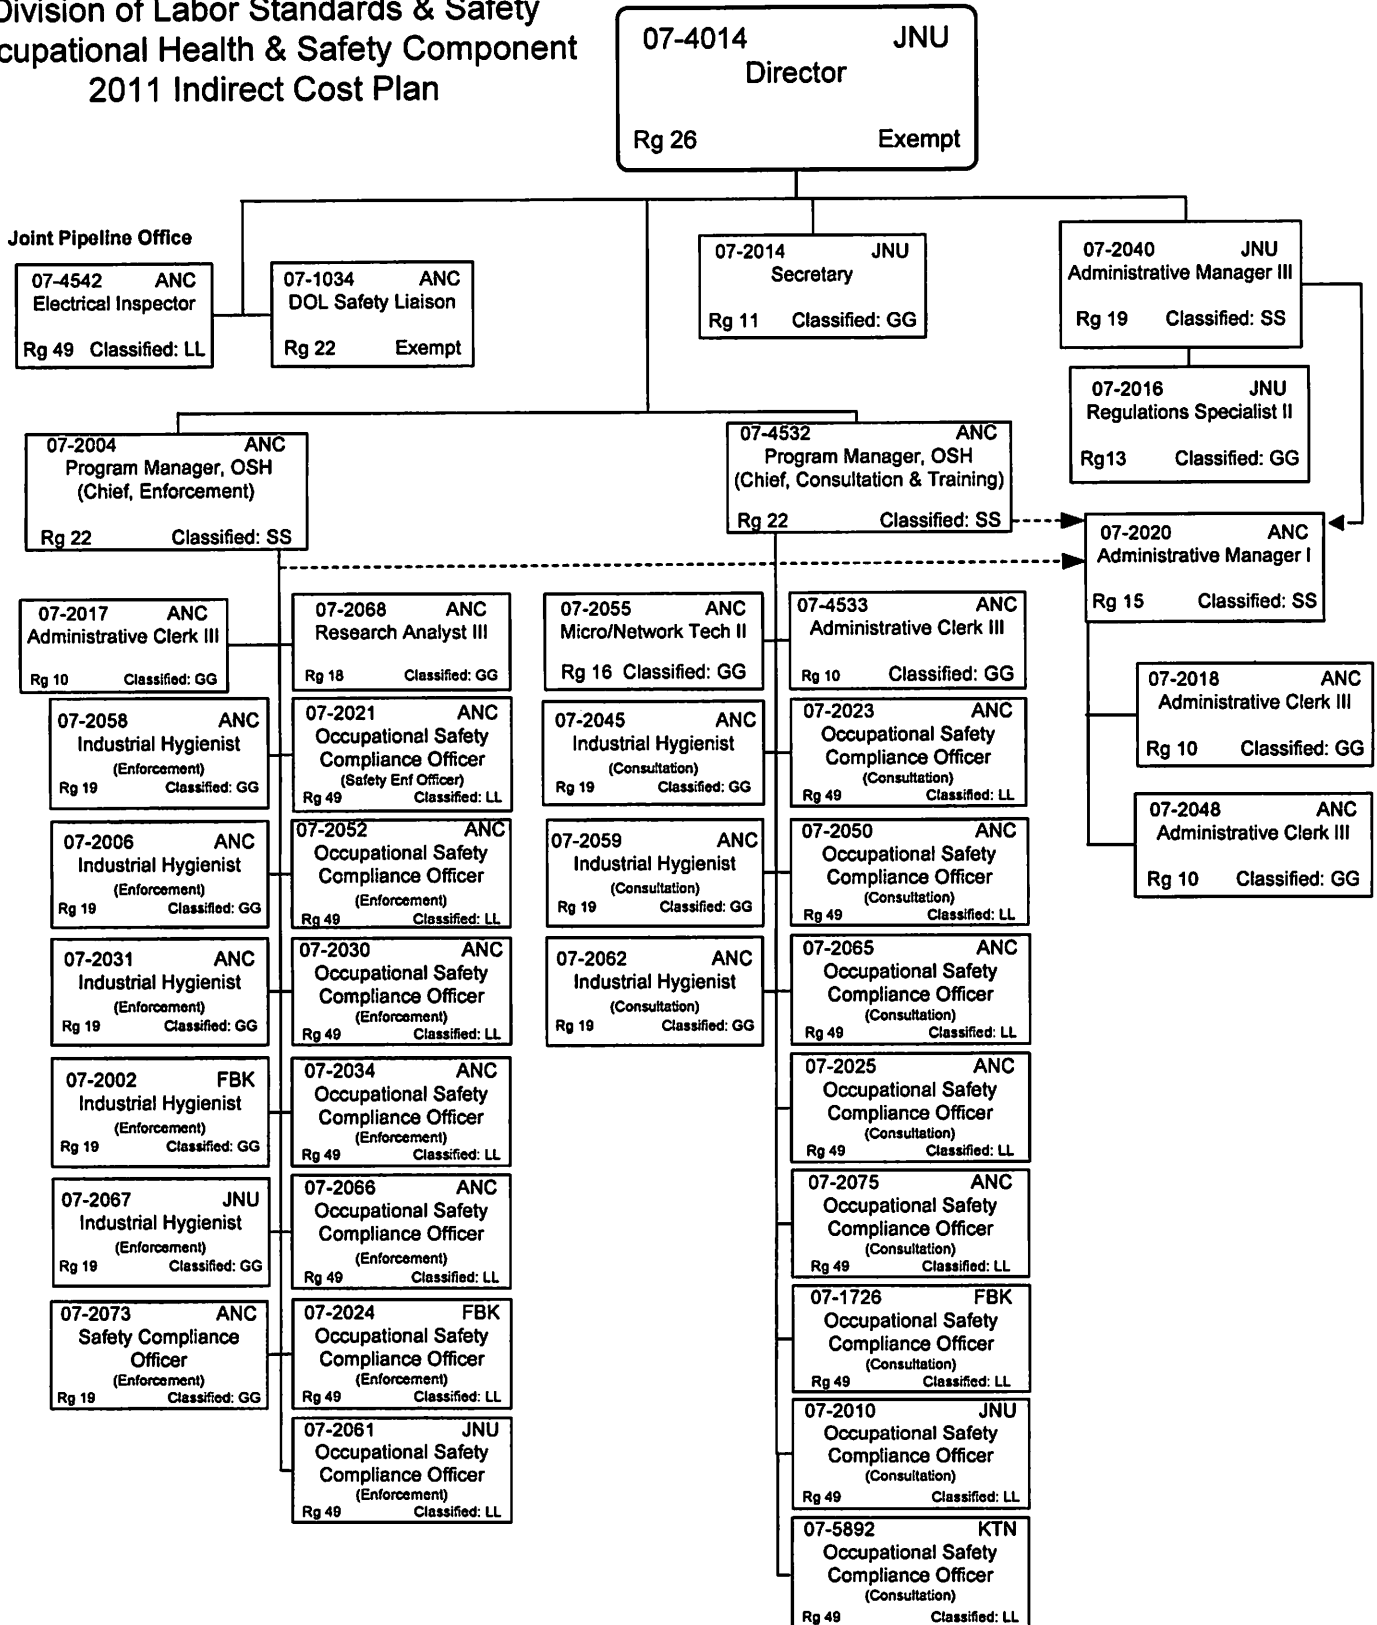 Division of Labor Standards & Safety
cupational Health & Safety Component
2011 Indirect Cost Plan
07-4014 JNU
Director
Rg 26 Exempt
Joint Pipeline Office
07-4542 ANC
Electrical Inspector
Rg 49 Classified: LL
07-1034 ANC
DOL Safety Liaison
Rg 22 Exempt
07-2014 JNU
Secretary
Rg 11 Classified: GG
07-2040 JNU
Administrative Manager III
Rg 19 Classified: SS
07-2016 JNU
Regulations Specialist II
Rg13 Classified: GG
07-2004 ANC
Program Manager, OSH
(Chief, Enforcement)
Rg 22 Classified: SS
07-4532 ANC
Program Manager, OSH
(Chief, Consultation & Training)
Rg 22 Classified: SS
07-2020 ANC
Administrative Manager I
Rg 15 Classified: SS
07-2018 ANC
Administrative Clerk III
Rg 10 Classified: GG
07-2048 ANC
Administrative Clerk III
Rg 10 Classified: GG
07-2017 ANC
Administrative Clerk III
Rg 10 Classified: GG
07-2058 ANC
Industrial Hygienist
(Enforcement)
Rg 19 Classified: GG
07-2006 ANC
Industrial Hygienist
(Enforcement)
Rg 19 Classified: GG
07-2031 ANC
Industrial Hygienist
(Enforcement)
Rg 19 Classified: GG
07-2002 FBK
Industrial Hygienist
(Enforcement)
Rg 19 Classified: GG
07-2067 JNU
Industrial Hygienist
(Enforcement)
Rg 19 Classified: GG
07-2073 ANC
Safety Compliance
Officer
(Enforcement)
Rg 19 Classified: GG
07-2068 ANC
Research Analyst III
Rg 18 Classified: GG
07-2021 ANC
Occupational Safety
Compliance Officer
(Safety Enf Officer)
Rg 49 Classified: LL
07-2052 ANC
Occupational Safety
Compliance Officer
(Enforcement)
Rg 49 Classified: LL
07-2030 ANC
Occupational Safety
Compliance Officer
(Enforcement)
Rg 49 Classified: LL
07-2034 ANC
Occupational Safety
Compliance Officer
(Enforcement)
Rg 49 Classified: LL
07-2066 ANC
Occupational Safety
Compliance Officer
(Enforcement)
Rg 49 Classified: LL
07-2024 FBK
Occupational Safety
Compliance Officer
(Enforcement)
Rg 49 Classified: LL
07-2061 JNU
Occupational Safety
Compliance Officer
(Enforcement)
Rg 49 Classified: LL
07-2055 ANC
Micro/Network Tech II
Rg 16 Classified: GG
07-2045 ANC
Industrial Hygienist
(Consultation)
Rg 19 Classified: GG
07-2059 ANC
Industrial Hygienist
(Consultation)
Rg 19 Classified: GG
07-2062 ANC
Industrial Hygienist
(Consultation)
Rg 19 Classified: GG
07-4533 ANC
Administrative Clerk III
Rg 10 Classified: GG
07-2023 ANC
Occupational Safety
Compliance Officer
(Consultation)
Rg 49 Classified: LL
07-2050 ANC
Occupational Safety
Compliance Officer
(Consultation)
Rg 49 Classified: LL
07-2065 ANC
Occupational Safety
Compliance Officer
(Consultation)
Rg 49 Classified: LL
07-2025 ANC
Occupational Safety
Compliance Officer
(Consultation)
Rg 49 Classified: LL
07-2075 ANC
Occupational Safety
Compliance Officer
(Consultation)
Rg 49 Classified: LL
07-1726 FBK
Occupational Safety
Compliance Officer
(Consultation)
Rg 49 Classified: LL
07-2010 JNU
Occupational Safety
Compliance Officer
(Consultation)
Rg 49 Classified: LL
07-5892 KTN
Occupational Safety
Compliance Officer
(Consultation)
Rg 49 Classified: LL